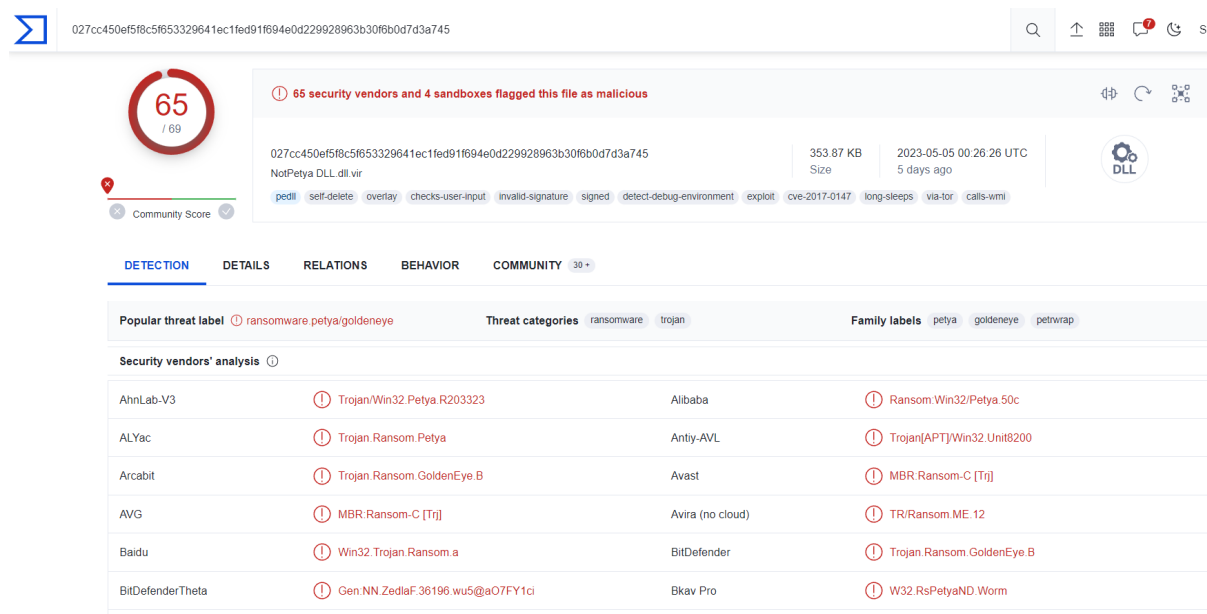 027cc450ef5f8c5f653329641ec1fed91f694e0d229928963b30f6b0d7d3a745
7
S
65
/ 69
65 security vendors and 4 sandboxes flagged this file as malicious
027cc450ef5f8c5f653329641ec1fed91f694e0d229928963b30f6b0d7d3a745
NotPetya DLL.dll.vir
353.87 KB
Size
2023-05-05 00:26:26 UTC
5 days ago
DLL
pedll self-delete overlay checks-user-input invalid-signature signed detect-debug-environment exploit cve-2017-0147 long-sleeps via-tor calls-wmi
Community Score
DETECTION DETAILS RELATIONS BEHAVIOR COMMUNITY 30 +
Popular threat label ransomware.petya/goldeneye Threat categories ransomware trojan Family labels petya goldeneye petrwrap
Security vendors' analysis
AhnLab-V3 Trojan/Win32.Petya.R203323 Alibaba Ransom:Win32/Petya.50c
ALYac Trojan.Ransom.Petya Antiy-AVL Trojan[APT]/Win32.Unit8200
Arcabit Trojan.Ransom.GoldenEye.B Avast MBR:Ransom-C [Trj]
AVG MBR:Ransom-C [Trj] Avira (no cloud) TR/Ransom.ME.12
Baidu Win32.Trojan.Ransom.a BitDefender Trojan.Ransom.GoldenEye.B
BitDefenderTheta Gen:NN.ZedlaF.36196.wu5@aO7FY1ci Bkav Pro W32.RsPetyaND.Worm